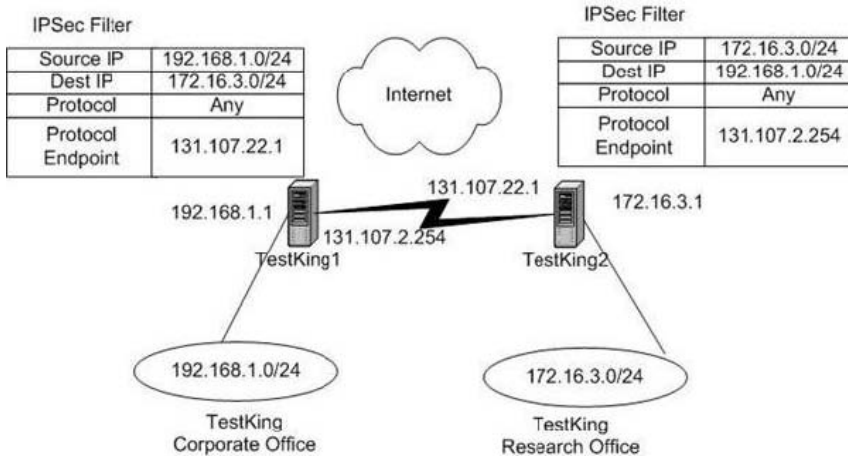 IPSec Filter
Source IP 192.168.1.0/24
Dest IP 172.16.3.0/24
Protocol Any
Protocol
Endpoint 131.107.22.1
Internet
IPSec Filter
Source IP 172.16.3.0/24
Dest IP 192.168.1.0/24
Protocol Any
Protocol
Endpoint 131.107.2.254
192.168.1.1
131.107.22.1
172.16.3.1
131.107.2.254
TestKing1
TestKing2
192.168.1.0/24
172.16.3.0/24
TestKing
Corporate Office
TestKing
Research Office